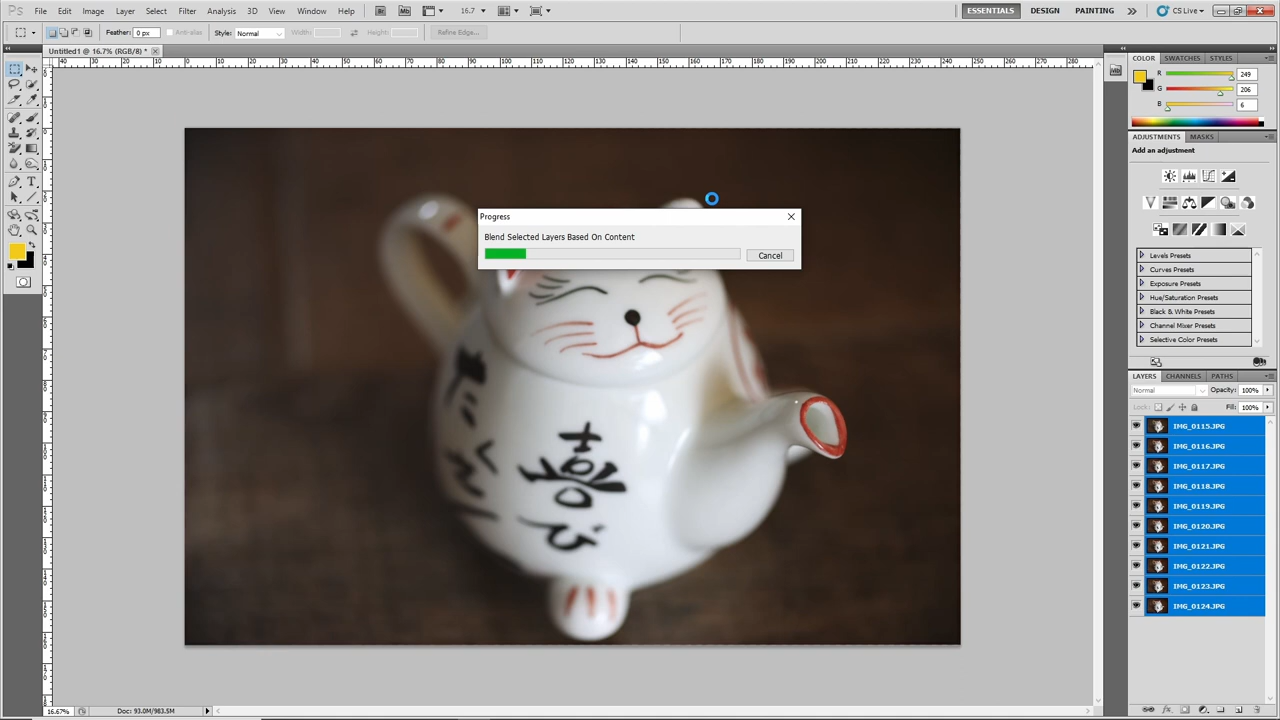 Ps File Edit Image Layer Select Filter Analysis 3D View Window Help Br Mb 16.7 ESSENTIALS DESIGN PAINTING CS Live
Feather: 0 px Anti-alias Style: Normal Width: Height: Refine Edge...
Untitled1 @ 16.7% (RGB/8) *
COLOR SWATCHES STYLES
R 249
G 206
B 6
ADJUSTMENTS MASKS
Add an adjustment
Progress
Blend Selected Layers Based On Content
Cancel
Levels Presets
Curves Presets
Exposure Presets
Hue/Saturation Presets
Black & White Presets
Channel Mixer Presets
Selective Color Presets
LAYERS CHANNELS PATHS
Normal Opacity: 100%
Lock: Fill: 100%
IMG_0115.JPG
IMG_0116.JPG
IMG_0117.JPG
IMG_0118.JPG
IMG_0119.JPG
IMG_0120.JPG
IMG_0121.JPG
IMG_0122.JPG
IMG_0123.JPG
IMG_0124.JPG
16.67% Doc: 93.0M/983.5M